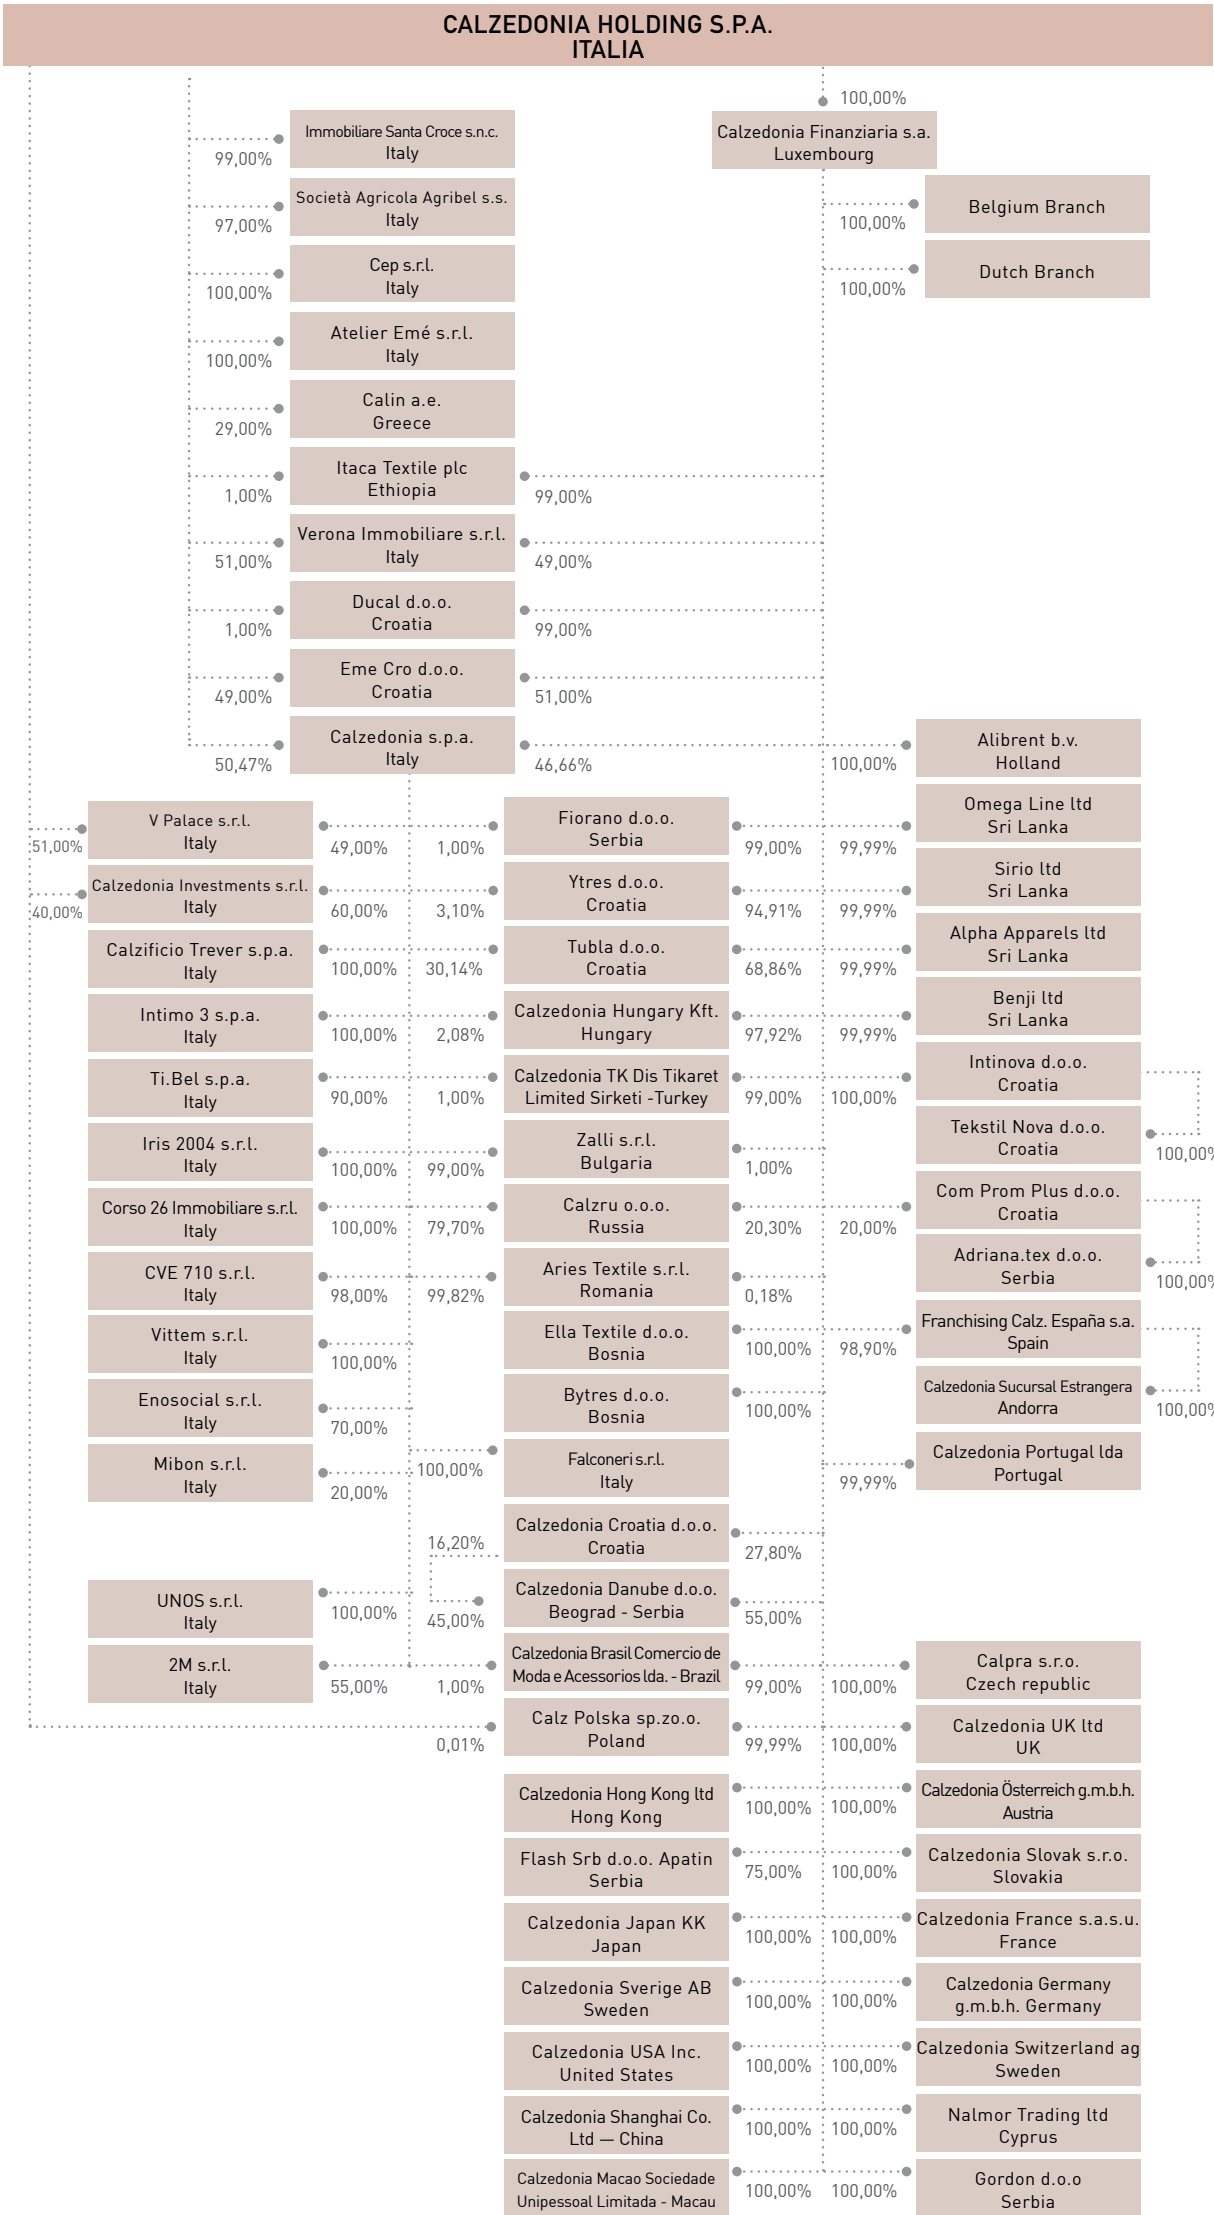 CALZEDONIA HOLDING S.P.A.
ITALIA
100,00%
Immobiliare Santa Croce s.n.c.
Italy
99,00%
Calzedonia Finanziaria s.a.
Luxembourg
Società Agricola Agribel s.s.
Italy
97,00%
Belgium Branch
100,00%
Cep s.r.l.
Italy
100,00%
Dutch Branch
100,00%
Atelier Emé s.r.l.
Italy
100,00%
Calin a.e.
Greece
29,00%
Itaca Textile plc
Ethiopia
1,00%
99,00%
Verona Immobiliare s.r.l.
Italy
51,00%
49,00%
Ducal d.o.o.
Croatia
1,00%
99,00%
Eme Cro d.o.o.
Croatia
49,00%
51,00%
Calzedonia s.p.a.
Italy
50,47%
46,66%
100,00%
Alibrent b.v.
Holland
V Palace s.r.l.
Italy
51,00%
49,00%
1,00%
Fiorano d.o.o.
Serbia
99,00%
99,99%
Omega Line ltd
Sri Lanka
Calzedonia Investments s.r.l.
Italy
40,00%
60,00%
3,10%
Ytres d.o.o.
Croatia
94,91%
99,99%
Sirio ltd
Sri Lanka
Calzificio Trever s.p.a.
Italy
100,00%
30,14%
Tubla d.o.o.
Croatia
68,86%
99,99%
Alpha Apparels ltd
Sri Lanka
Intimo 3 s.p.a.
Italy
100,00%
2,08%
Calzedonia Hungary Kft.
Hungary
97,92%
99,99%
Benji ltd
Sri Lanka
Ti.Bel s.p.a.
Italy
90,00%
1,00%
Calzedonia TK Dis Tikaret
Limited Sirketi -Turkey
99,00%
100,00%
Intinova d.o.o.
Croatia
Iris 2004 s.r.l.
Italy
100,00%
99,00%
Zalli s.r.l.
Bulgaria
1,00%
Tekstil Nova d.o.o.
Croatia
100,00%
Corso 26 Immobiliare s.r.l.
Italy
100,00%
79,70%
Calzru o.o.o.
Russia
20,30%
20,00%
Com Prom Plus d.o.o.
Croatia
CVE 710 s.r.l.
Italy
98,00%
99,82%
Aries Textile s.r.l.
Romania
0,18%
Adriana.tex d.o.o.
Serbia
100,00%
Vittem s.r.l.
Italy
100,00%
Ella Textile d.o.o.
Bosnia
100,00%
98,90%
Franchising Calz. España s.a.
Spain
Enosocial s.r.l.
Italy
70,00%
Bytres d.o.o.
Bosnia
100,00%
Calzedonia Sucursal Estrangera
Andorra
100,00%
Mibon s.r.l.
Italy
20,00%
100,00%
Falconeri s.r.l.
Italy
99,99%
Calzedonia Portugal lda
Portugal
16,20%
Calzedonia Croatia d.o.o.
Croatia
27,80%
UNOS s.r.l.
Italy
100,00%
45,00%
Calzedonia Danube d.o.o.
Beograd - Serbia
55,00%
2M s.r.l.
Italy
55,00%
1,00%
Calzedonia Brasil Comercio de
Moda e Acessorios lda. - Brazil
99,00%
100,00%
Calpra s.r.o.
Czech republic
0,01%
Calz Polska sp.zo.o.
Poland
99,99%
100,00%
Calzedonia UK ltd
UK
Calzedonia Hong Kong ltd
Hong Kong
100,00%
100,00%
Calzedonia Österreich g.m.b.h.
Austria
Flash Srb d.o.o. Apatin
Serbia
75,00%
100,00%
Calzedonia Slovak s.r.o.
Slovakia
Calzedonia Japan KK
Japan
100,00%
100,00%
Calzedonia France s.a.s.u.
France
Calzedonia Sverige AB
Sweden
100,00%
100,00%
Calzedonia Germany
g.m.b.h. Germany
Calzedonia USA Inc.
United States
100,00%
100,00%
Calzedonia Switzerland ag
Sweden
Calzedonia Shanghai Co.
Ltd — China
100,00%
100,00%
Nalmor Trading ltd
Cyprus
Calzedonia Macao Sociedade
Unipessoal Limitada - Macau
100,00%
100,00%
Gordon d.o.o
Serbia